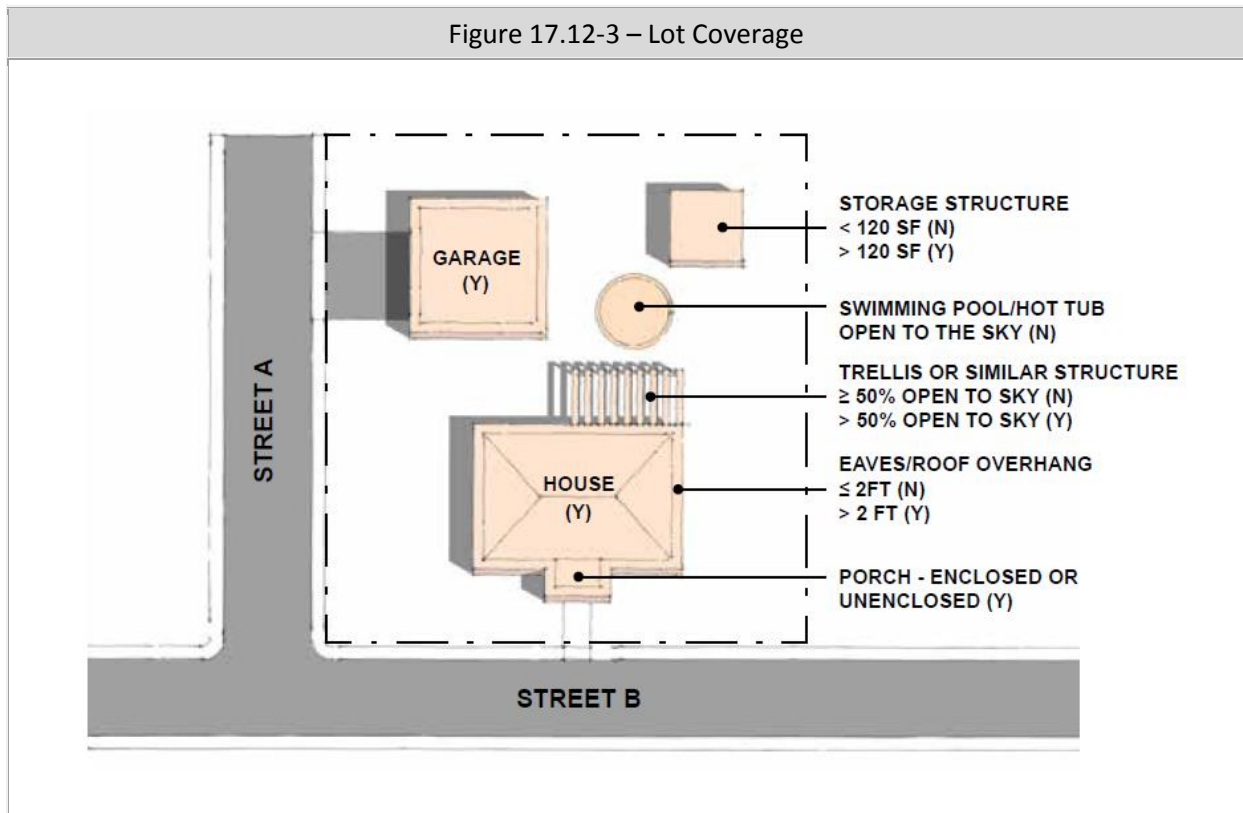 Figure 17.12-3 – Lot Coverage
STORAGE STRUCTURE
< 120 SF (N)
> 120 SF (Y)
GARAGE
(Y)
SWIMMING POOL/HOT TUB
OPEN TO THE SKY (N)
TRELLIS OR SIMILAR STRUCTURE
≥ 50% OPEN TO SKY (N)
> 50% OPEN TO SKY (Y)
STREET A
EAVES/ROOF OVERHANG
≤ 2FT (N)
> 2 FT (Y)
HOUSE
(Y)
PORCH - ENCLOSED OR
UNENCLOSED (Y)
STREET B